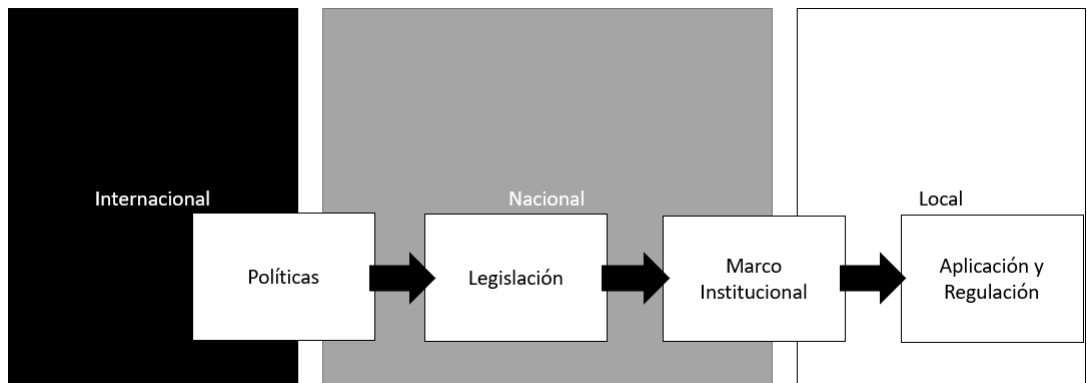 Internacional
Nacional
Local
Políticas
Legislación
Marco
Institucional
Aplicación y
Regulación